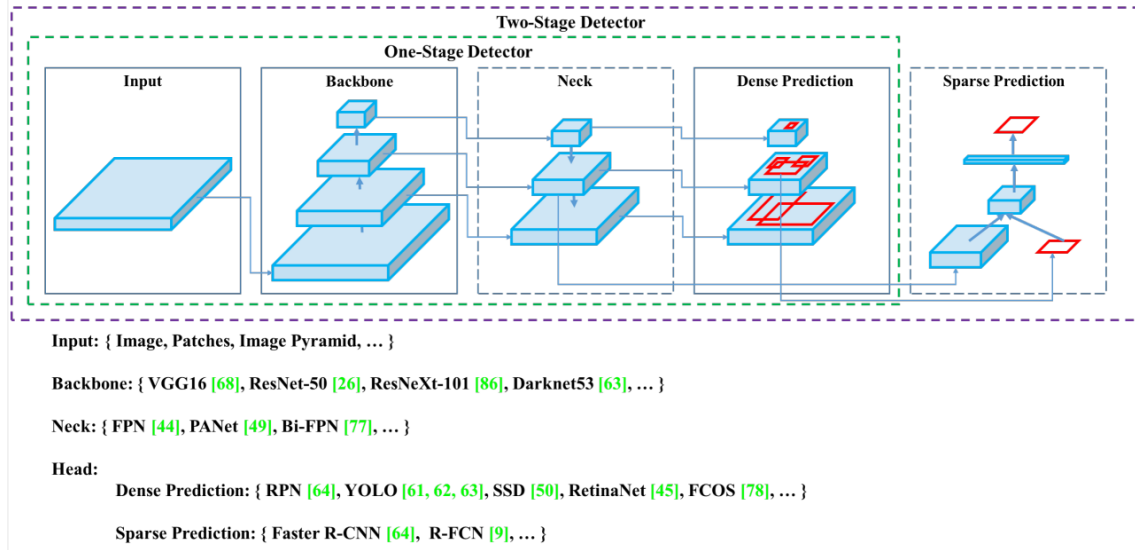 Two-Stage Detector
One-Stage Detector
Input
Backbone
Neck
Dense Prediction
Sparse Prediction
Input: { Image, Patches, Image Pyramid, … }
Backbone: { VGG16 [68], ResNet-50 [26], ResNeXt-101 [86], Darknet53 [63], … }
Neck: { FPN [44], PANet [49], Bi-FPN [77], … }
Head:
Dense Prediction: { RPN [64], YOLO [61, 62, 63], SSD [50], RetinaNet [45], FCOS [78], … }
Sparse Prediction: { Faster R-CNN [64], R-FCN [9], … }